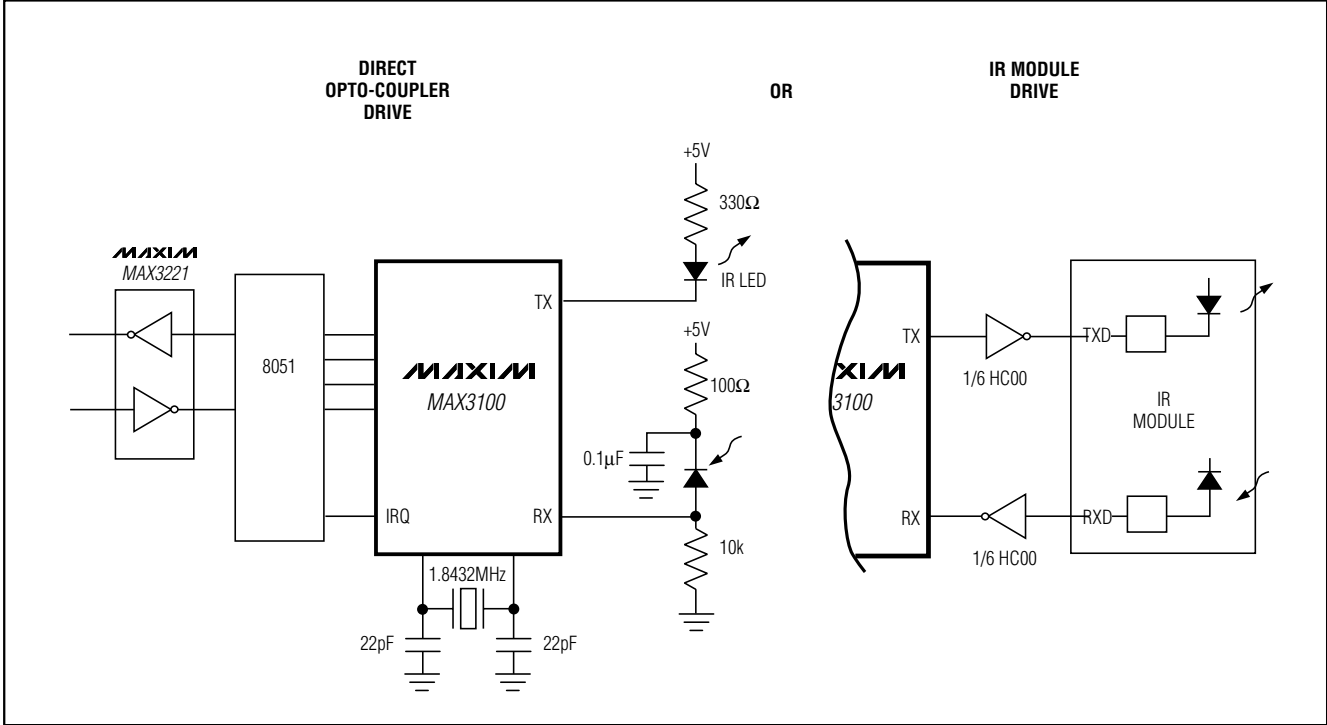 DIRECT
OPTO-COUPLER
DRIVE
OR
IR MODULE
DRIVE
+5V
330Ω
IR LED
MAXIM
MAX3221
8051
MAXIM
MAX3100
TX
IRQ
RX
+5V
100Ω
0.1μF
10k
1.8432MHz
22pF
22pF
XIM
3100
TX
RX
1/6 HC00
1/6 HC00
TXD
IR
MODULE
RXD